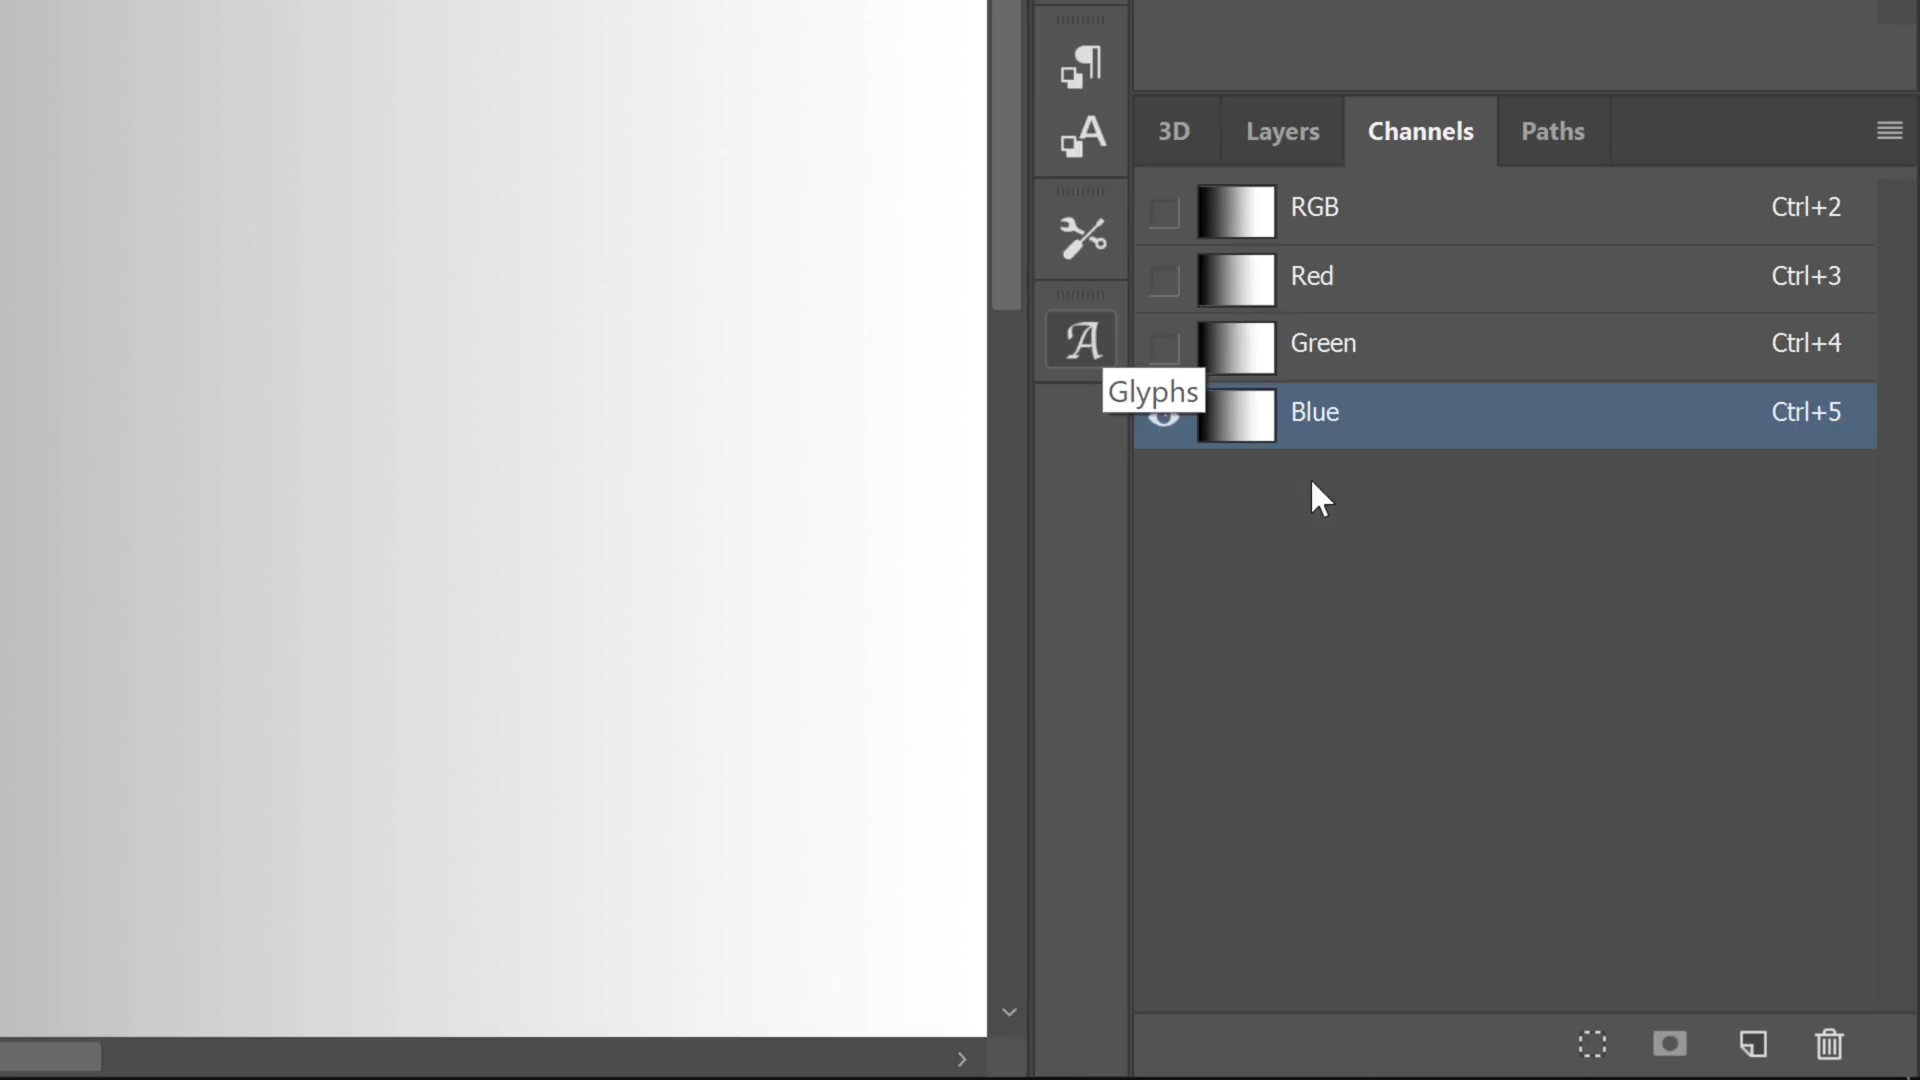 3D Layers Channels Paths
RGB Ctrl+2
Red Ctrl+3
Green Ctrl+4
Glyphs
Blue Ctrl+5